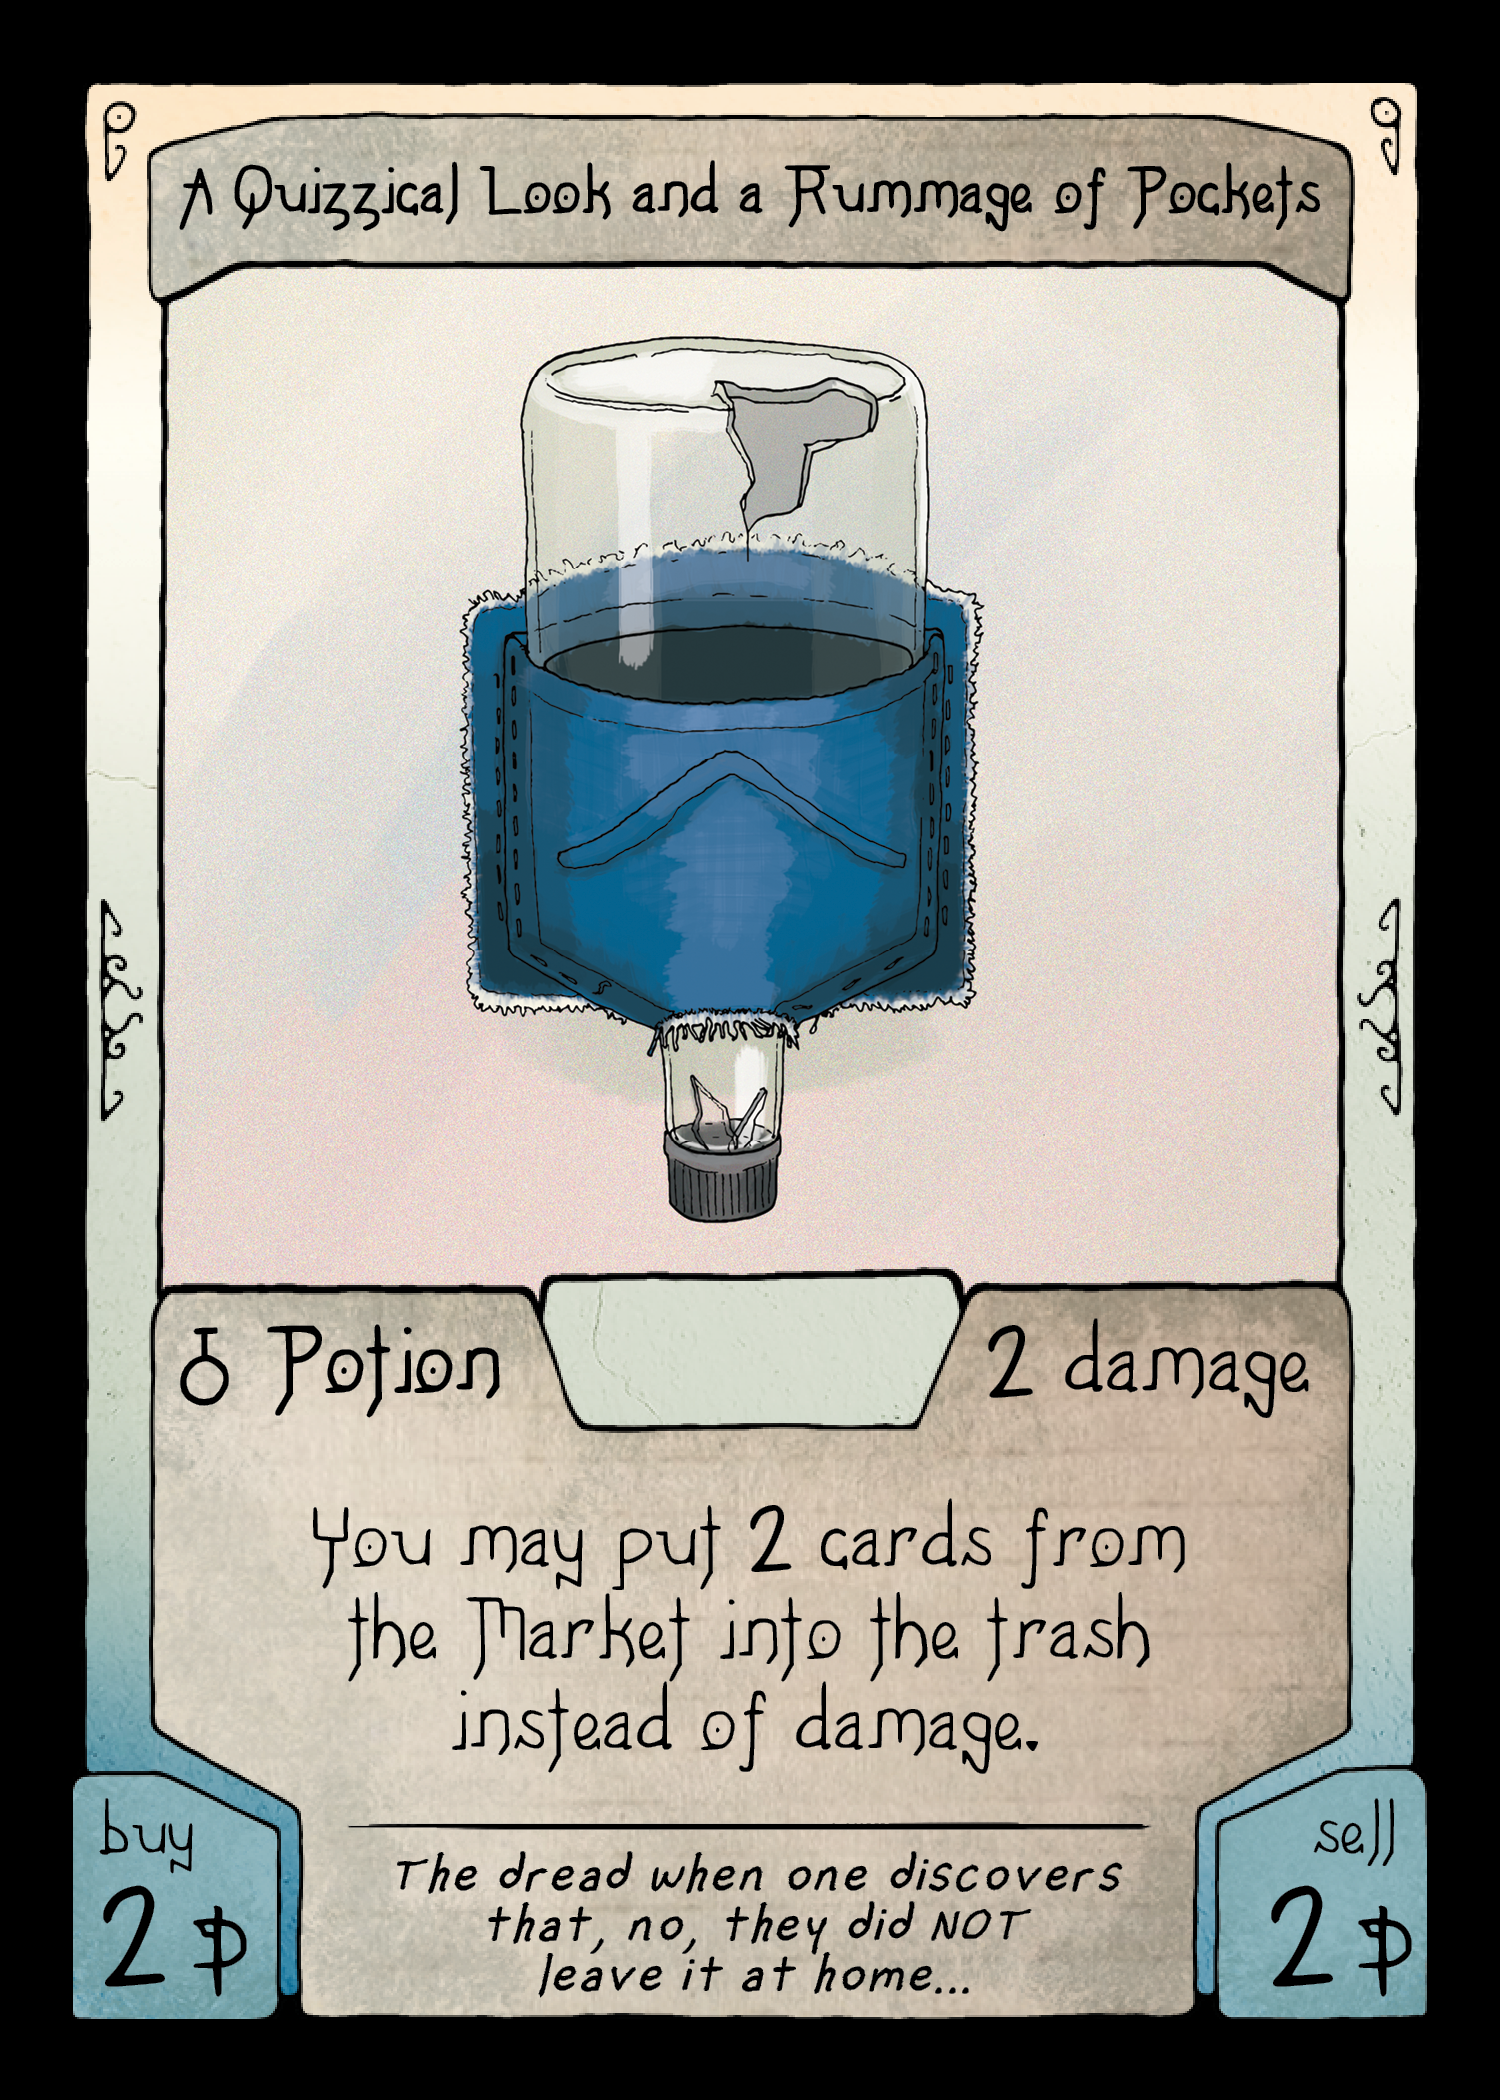 A Quizzical Look and a Rummage of Pockets
Potion
2 damage
You may put 2 cards from
the Market into the trash
instead of damage.
buy
2
sell
2
The dread when one discovers
that, no, they did NOT
leave it at home...